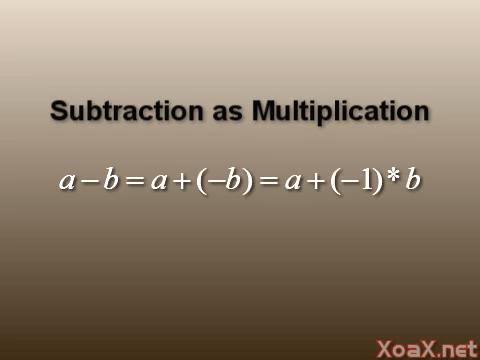 Subtraction as Multiplication
a − b = a + (−b) = a + (−1) * b
XoaX.net